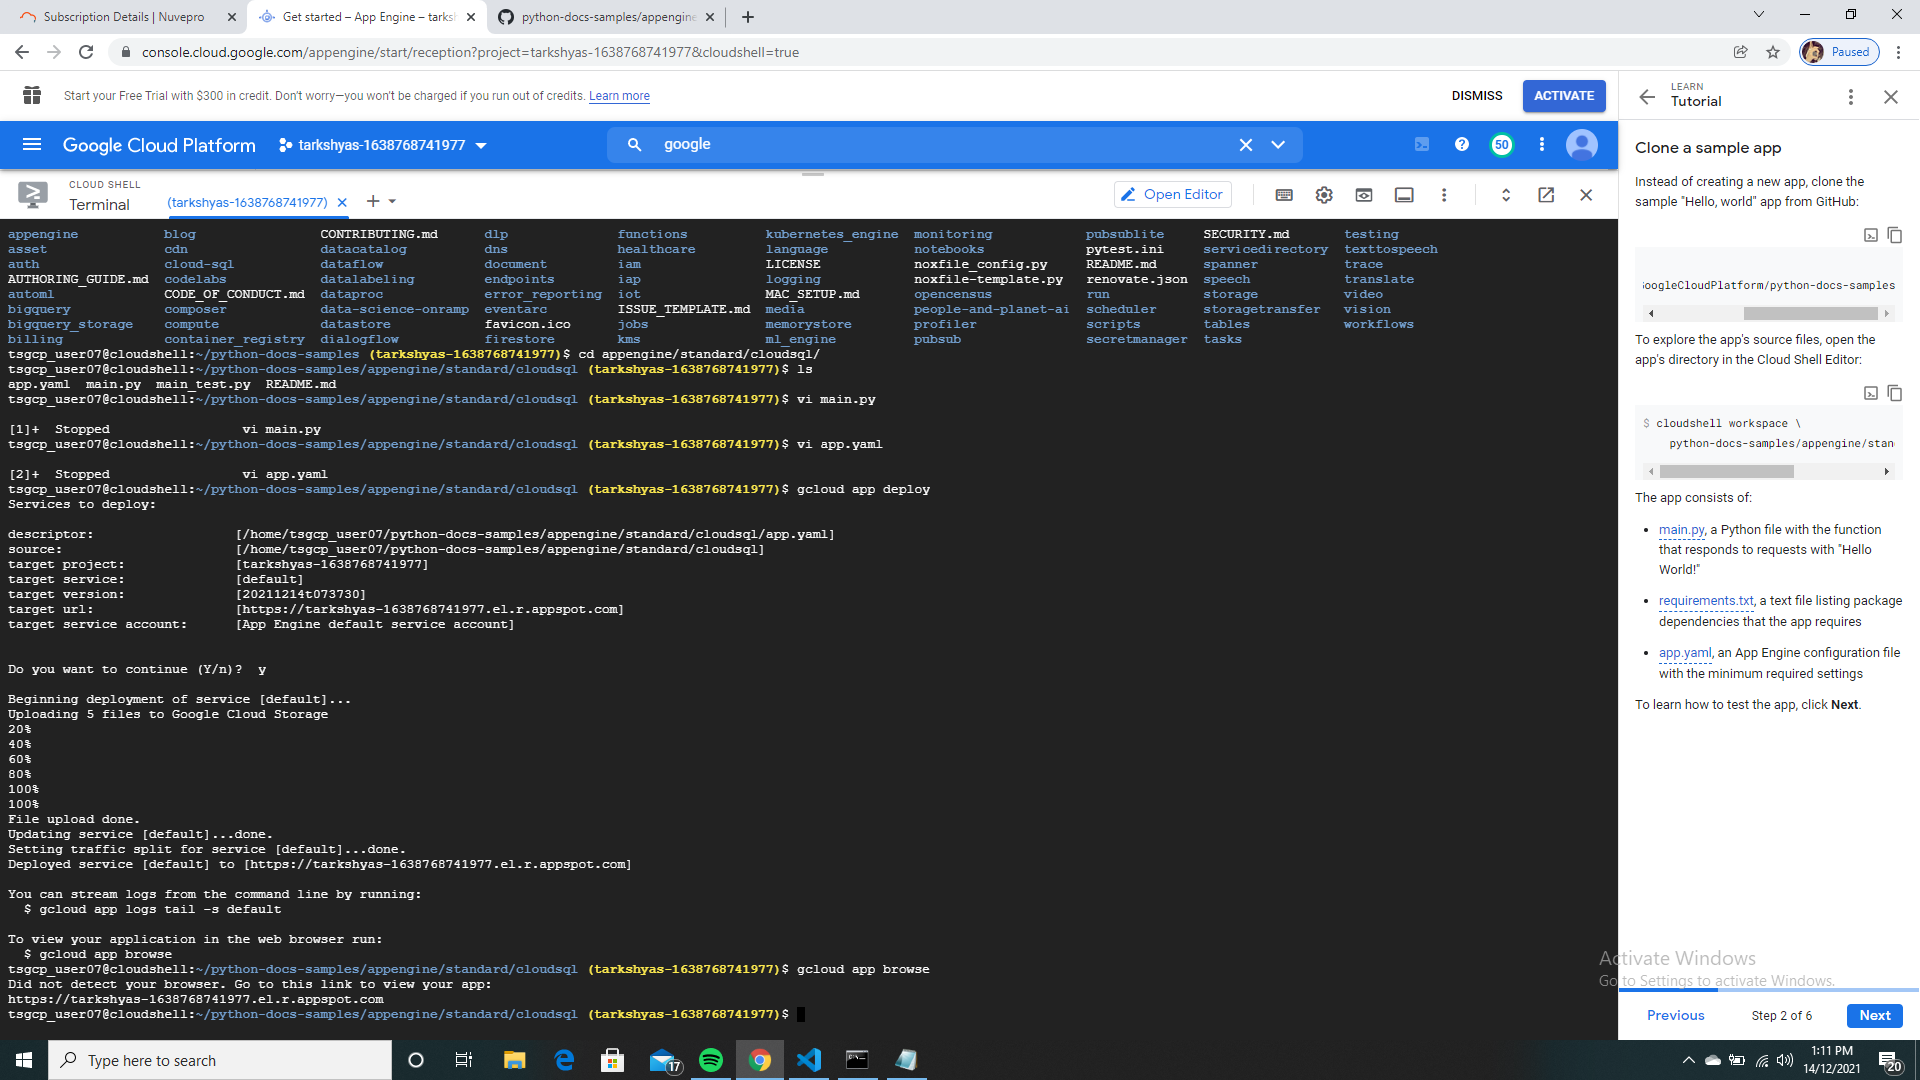 Subscription Details | Nuvepro
Get started – App Engine – tarksh
python-docs-samples/appengine
console.cloud.google.com/appengine/start/reception?project=tarkshyas-1638768741977&cloudshell=true
Paused
Start your Free Trial with $300 in credit. Don't worry—you won't be charged if you run out of credits. Learn more
DISMISS
ACTIVATE
Google Cloud Platform
tarkshyas-1638768741977
google
50
CLOUD SHELL
Terminal
(tarkshyas-1638768741977)
Open Editor
appengine blog CONTRIBUTING.md dlp functions kubernetes_engine monitoring pubsublite SECURITY.md testing
asset cdn datacatalog dns healthcare language notebooks pytest.ini servicedirectory texttospeech
auth cloud-sql dataflow document iam LICENSE noxfile_config.py README.md spanner trace
AUTHORING_GUIDE.md codelabs datalabeling endpoints iap logging noxfile-template.py renovate.json speech translate
automl CODE_OF_CONDUCT.md dataproc error_reporting iot MAC_SETUP.md opencensus run storage video
bigquery composer data-science-onramp eventarc ISSUE_TEMPLATE.md media people-and-planet-ai scheduler storagetransfer vision
bigquery_storage compute datastore favicon.ico jobs memorystore profiler scripts tables workflows
billing container_registry dialogflow firestore kms ml_engine pubsub secretmanager tasks
tsgcp_user07@cloudshell:~/python-docs-samples (tarkshyas-1638768741977)$ cd appengine/standard/cloudsql/
tsgcp_user07@cloudshell:~/python-docs-samples/appengine/standard/cloudsql (tarkshyas-1638768741977)$ ls
app.yaml main.py main_test.py README.md
tsgcp_user07@cloudshell:~/python-docs-samples/appengine/standard/cloudsql (tarkshyas-1638768741977)$ vi main.py
[1]+ Stopped vi main.py
tsgcp_user07@cloudshell:~/python-docs-samples/appengine/standard/cloudsql (tarkshyas-1638768741977)$ vi app.yaml
[2]+ Stopped vi app.yaml
tsgcp_user07@cloudshell:~/python-docs-samples/appengine/standard/cloudsql (tarkshyas-1638768741977)$ gcloud app deploy
Services to deploy:
descriptor: [/home/tsgcp_user07/python-docs-samples/appengine/standard/cloudsql/app.yaml]
source: [/home/tsgcp_user07/python-docs-samples/appengine/standard/cloudsql]
target project: [tarkshyas-1638768741977]
target service: [default]
target version: [20211214t073730]
target url: [https://tarkshyas-1638768741977.el.r.appspot.com]
target service account: [App Engine default service account]
Do you want to continue (Y/n)? y
Beginning deployment of service [default]...
Uploading 5 files to Google Cloud Storage
20%
40%
60%
80%
100%
100%
File upload done.
Updating service [default]...done.
Setting traffic split for service [default]...done.
Deployed service [default] to [https://tarkshyas-1638768741977.el.r.appspot.com]
You can stream logs from the command line by running:
$ gcloud app logs tail -s default
To view your application in the web browser run:
$ gcloud app browse
tsgcp_user07@cloudshell:~/python-docs-samples/appengine/standard/cloudsql (tarkshyas-1638768741977)$ gcloud app browse
Did not detect your browser. Go to this link to view your app:
https://tarkshyas-1638768741977.el.r.appspot.com
tsgcp_user07@cloudshell:~/python-docs-samples/appengine/standard/cloudsql (tarkshyas-1638768741977)$
LEARN
Tutorial
Clone a sample app
Instead of creating a new app, clone the
sample "Hello, world" app from GitHub:
GoogleCloudPlatform/python-docs-samples
To explore the app's source files, open the
app's directory in the Cloud Shell Editor:
$ cloudshell workspace \
python-docs-samples/appengine/stan
The app consists of:
• main.py, a Python file with the function
that responds to requests with "Hello
World!"
• requirements.txt, a text file listing package
dependencies that the app requires
• app.yaml, an App Engine configuration file
with the minimum required settings
To learn how to test the app, click Next.
Activate Windows
Go to Settings to activate Windows.
Previous
Step 2 of 6
Next
Type here to search
17
1:11 PM
14/12/2021
20